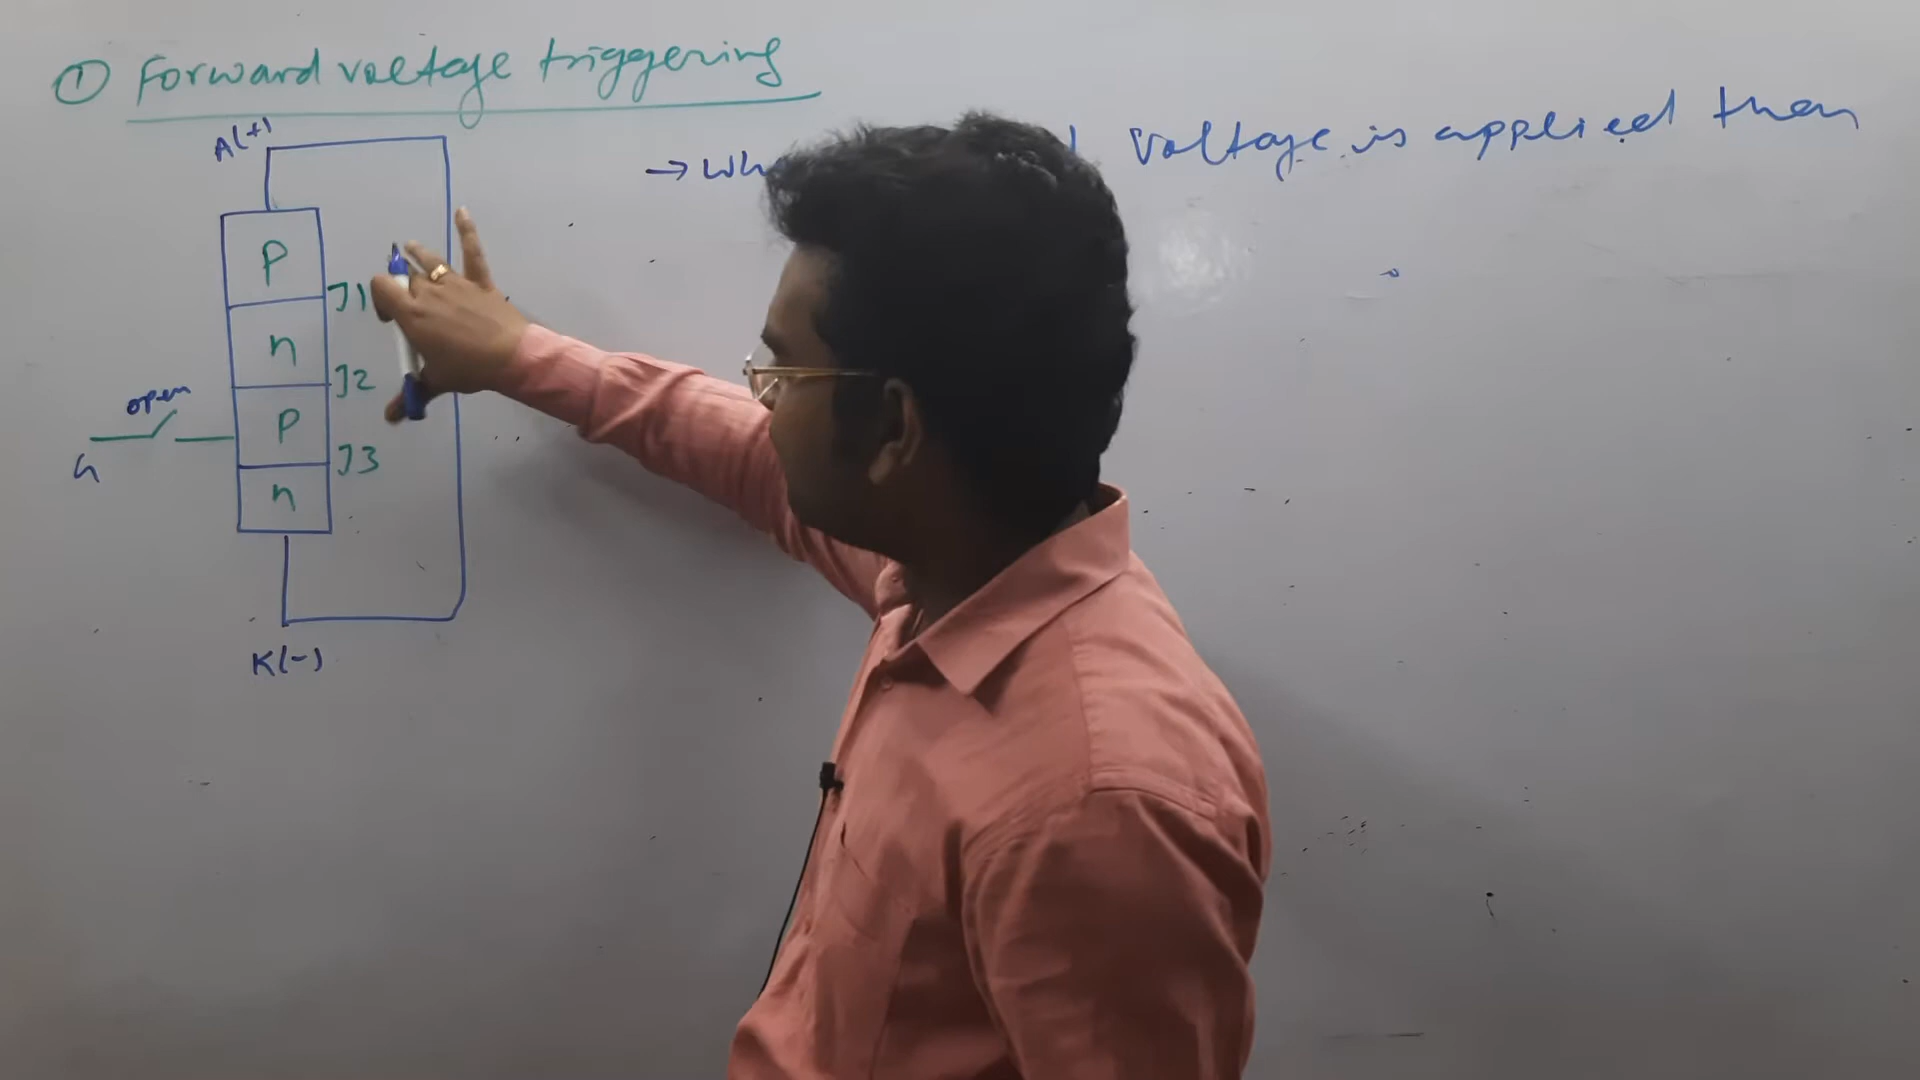 ① Forward voltage triggering
A(+)
→ Wh
Voltage is applied then
P
J1
n
J2
open
P
G
J3
n
K(-)